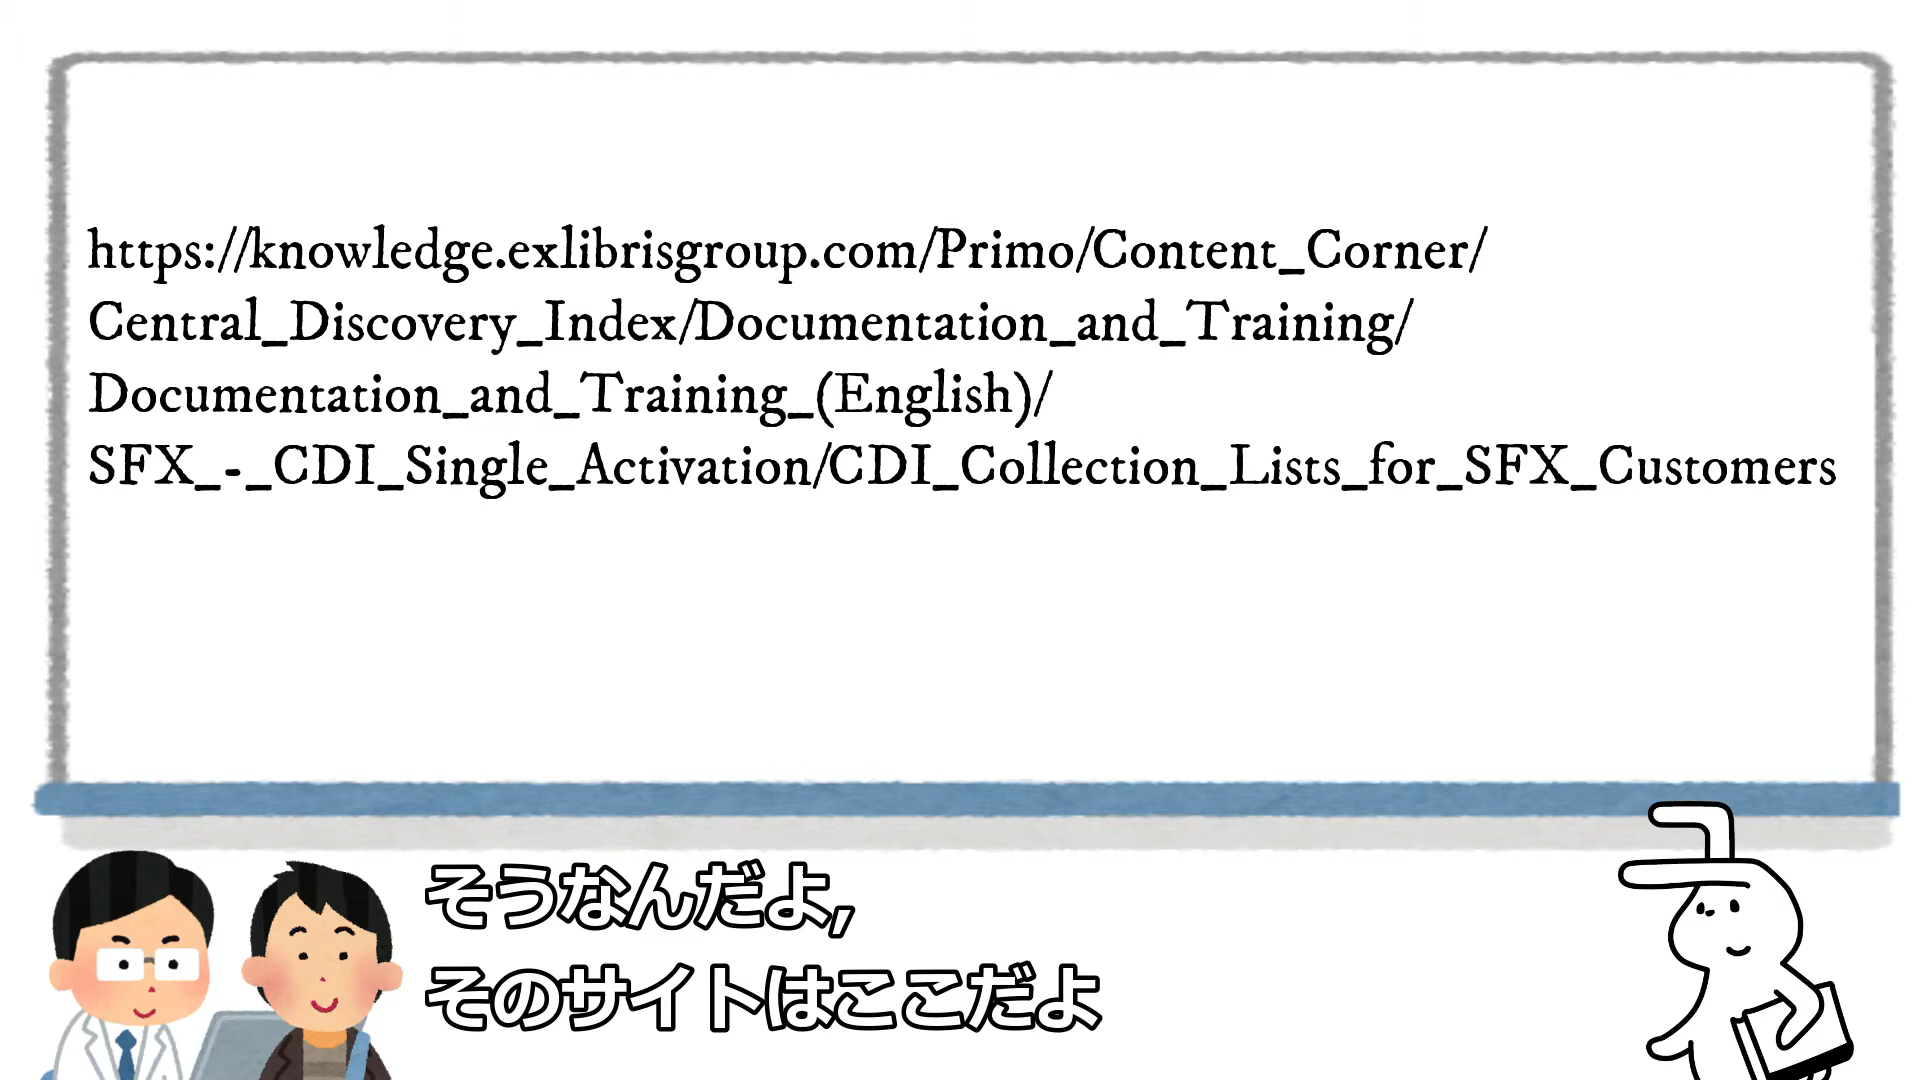 https://knowledge.exlibrisgroup.com/Primo/Content_Corner/
Central_Discovery_Index/Documentation_and_Training/
Documentation_and_Training_(English)/
SFX_-_CDI_Single_Activation/CDI_Collection_Lists_for_SFX_Customers
そうなんだよ,
そのサイトはここだよ